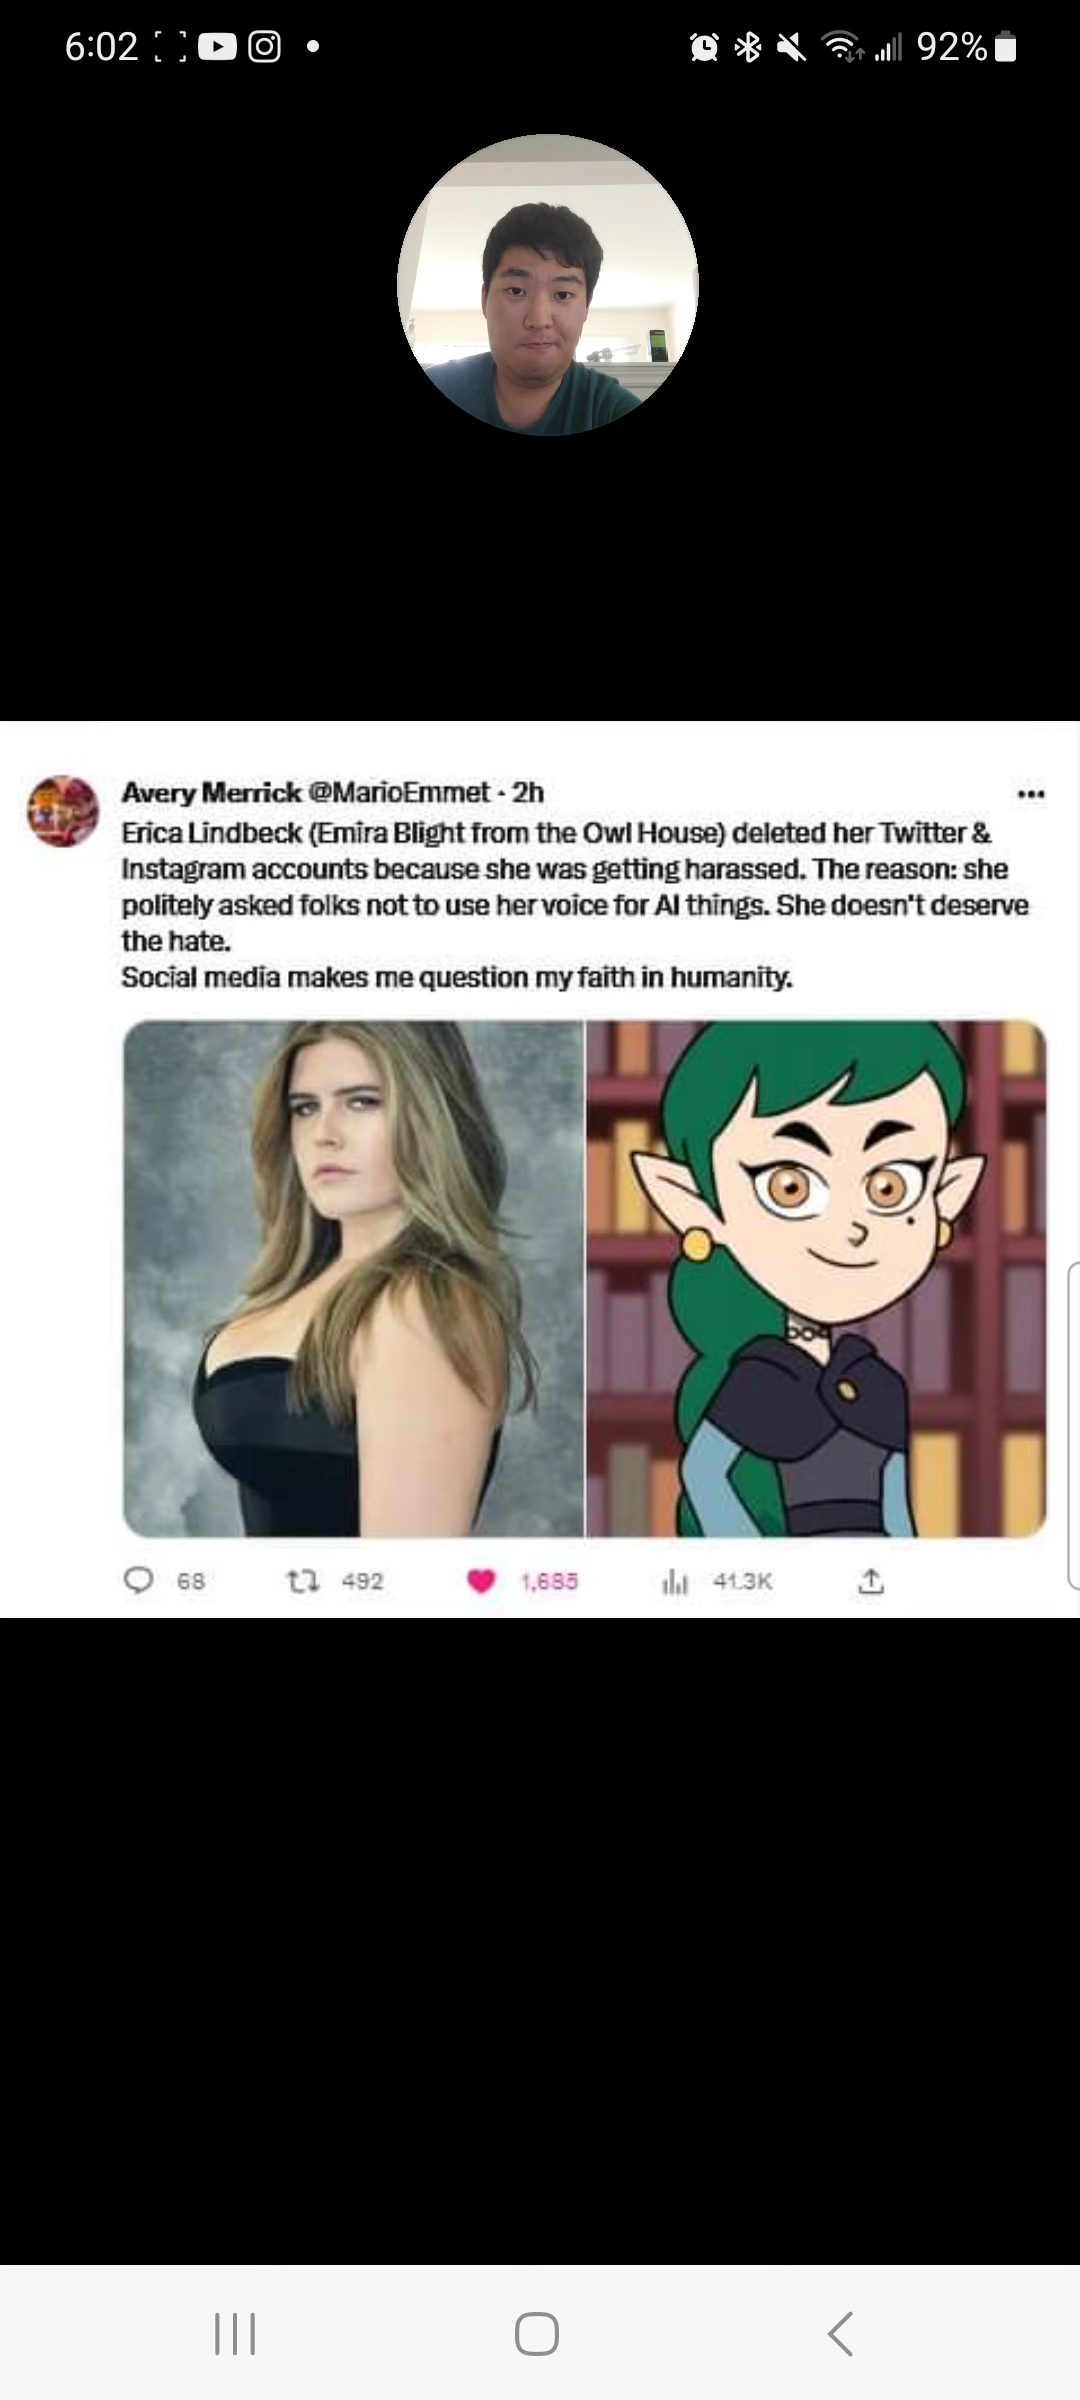 6:02
92%
Avery Merrick @MarioEmmet · 2h
Erica Lindbeck (Emira Blight from the Owl House) deleted her Twitter &
Instagram accounts because she was getting harassed. The reason: she
politely asked folks not to use her voice for AI things. She doesn't deserve
the hate.
Social media makes me question my faith in humanity.
68 492 1,685 41.3K